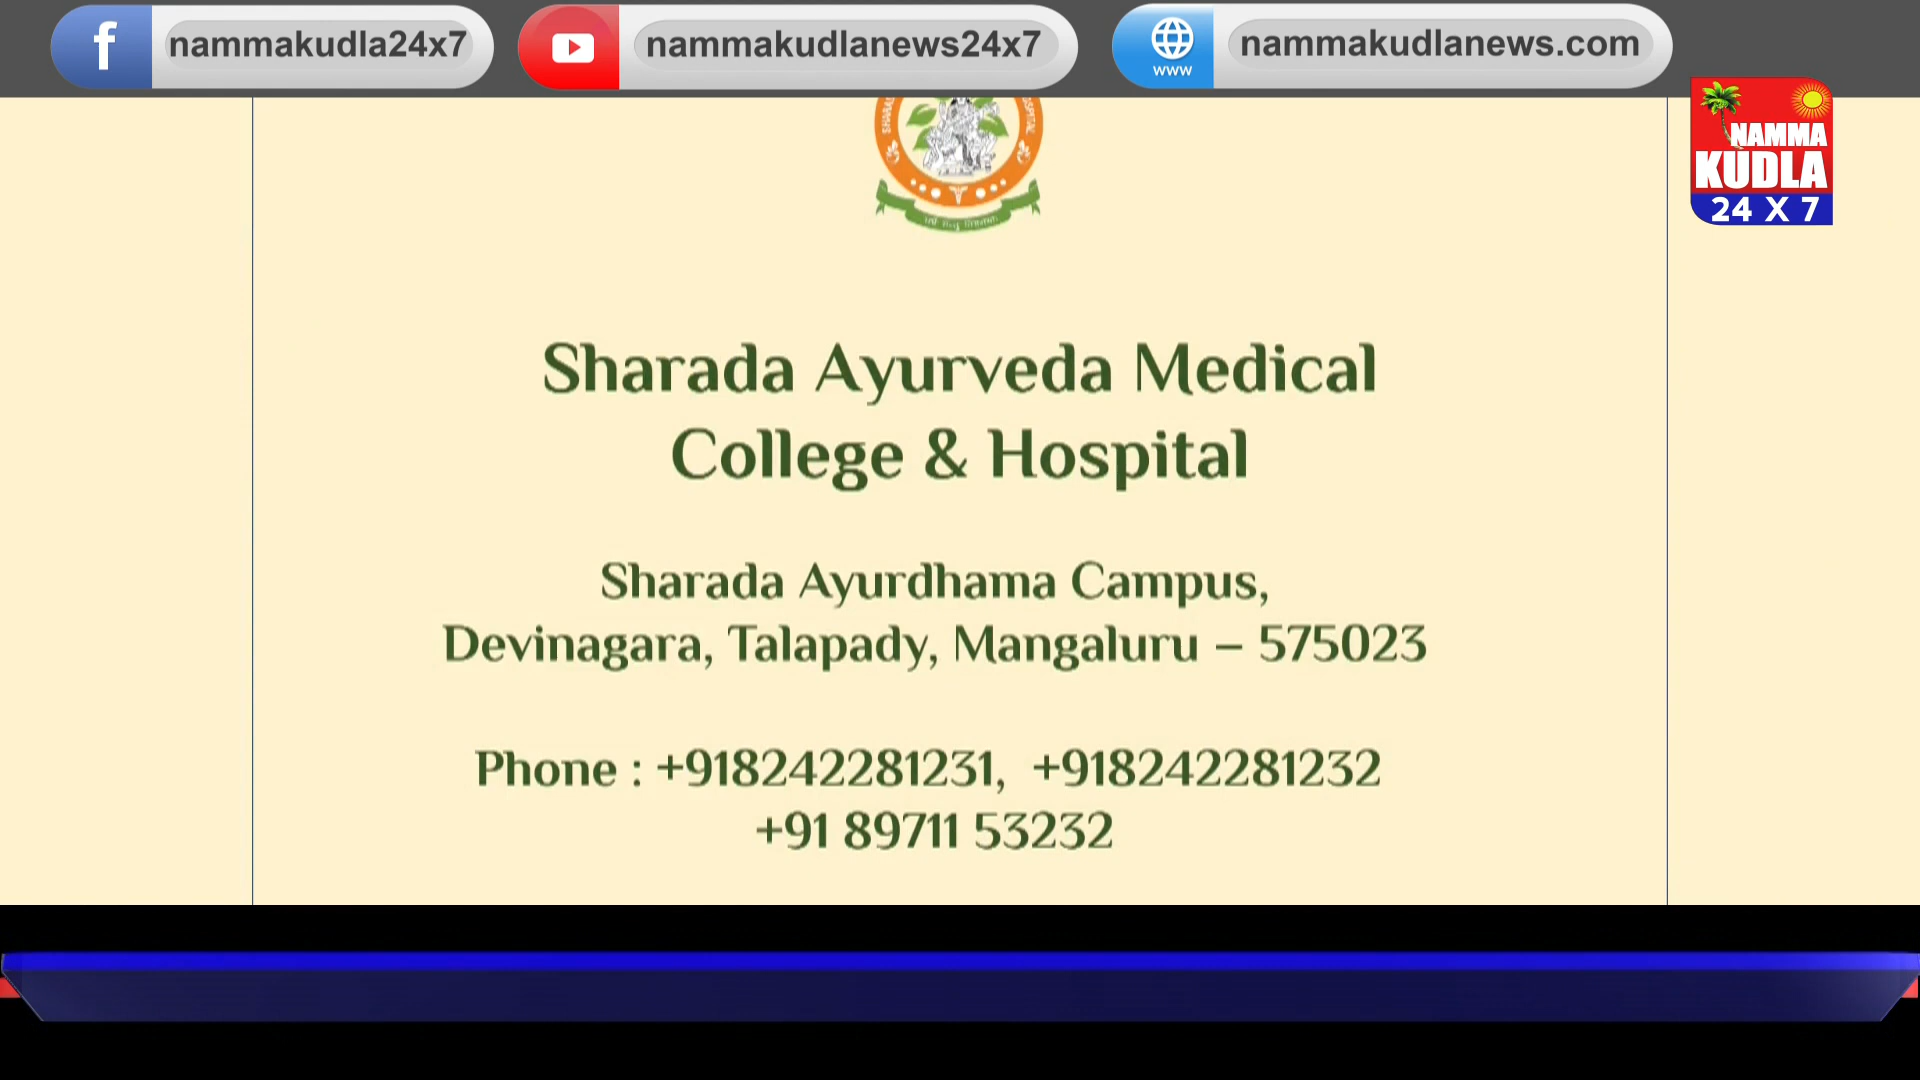 nammakudla24x7
nammakudlanews24x7
www
nammakudlanews.com
NAMMA
KUDLA
24 X 7
Sharada Ayurveda Medical
College & Hospital
Sharada Ayurdhama Campus,
Devinagara, Talapady, Mangaluru – 575023
Phone : +918242281231, +918242281232
+91 89711 53232